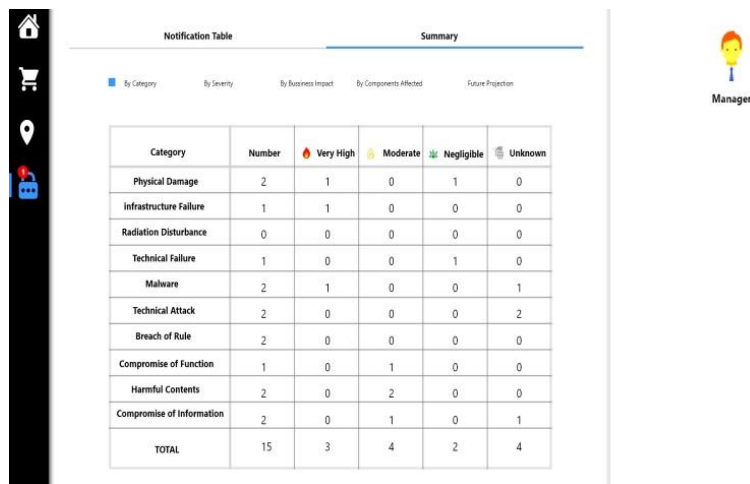 Notification Table Summary
By Category By Severity By Bussiness Impact By Components Affected Future Projection
Manager
1
Category Number Very High Moderate Negligible Unknown
Physical Damage 2 1 0 1 0
infrastructure Failure 1 1 0 0 0
Radiation Disturbance 0 0 0 0 0
Technical Failure 1 0 0 1 0
Malware 2 1 0 0 1
Technical Attack 2 0 0 0 2
Breach of Rule 2 0 0 0 0
Compromise of Function 1 0 1 0 0
Harmful Contents 2 0 2 0 0
Compromise of Information 2 0 1 0 1
TOTAL 15 3 4 2 4